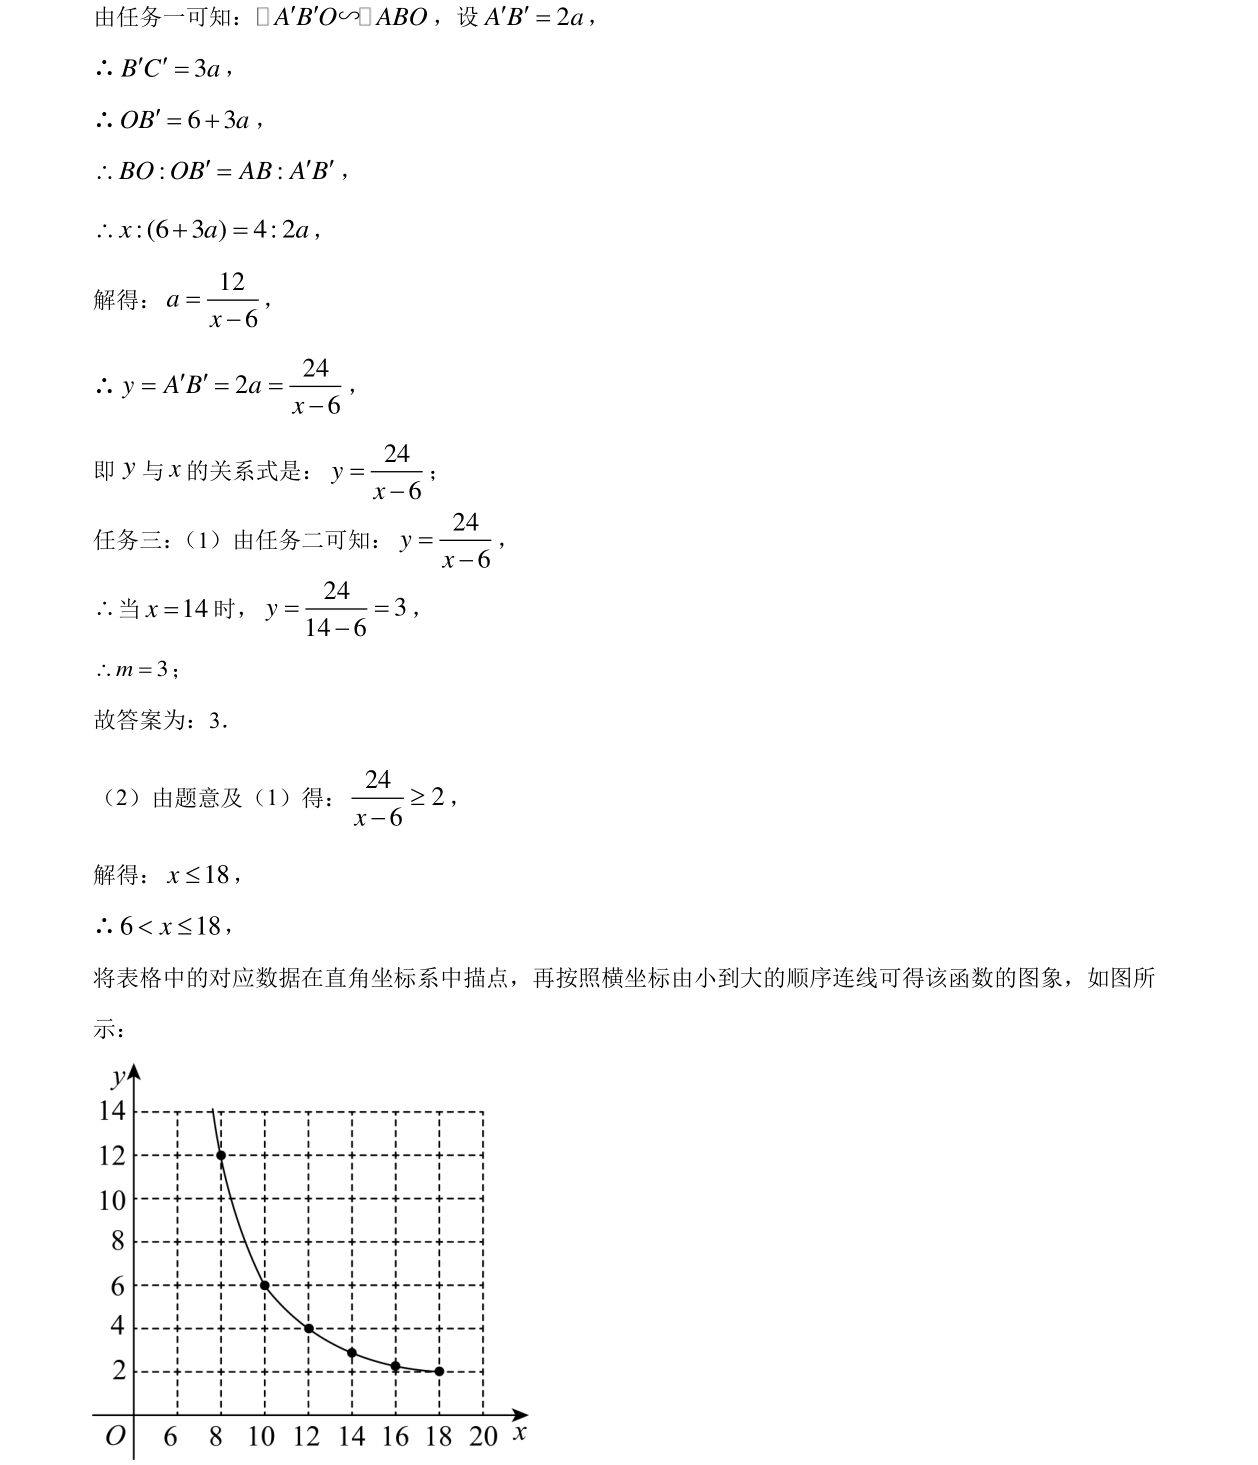 由任务一可知：□A′B′O∽□ABO，设 A′B′ = 2a，
∴ B′C′ = 3a，
∴ OB′ = 6 + 3a，
∴ BO : OB′ = AB : A′B′，
∴ x : (6 + 3a) = 4 : 2a，
解得： a = 12/(x − 6)，
∴ y = A′B′ = 2a = 24/(x − 6)，
即 y 与 x 的关系式是： y = 24/(x − 6)；
任务三：（1）由任务二可知： y = 24/(x − 6)，
∴当 x = 14 时， y = 24/(14 − 6) = 3，
∴ m = 3；
故答案为：3．
（2）由题意及（1）得： 24/(x − 6) ≥ 2，
解得： x ≤ 18，
∴ 6 < x ≤ 18，
将表格中的对应数据在直角坐标系中描点，再按照横坐标由小到大的顺序连线可得该函数的图象，如图所
示：
y
14
12
10
8
6
4
2
O 6 8 10 12 14 16 18 20 x